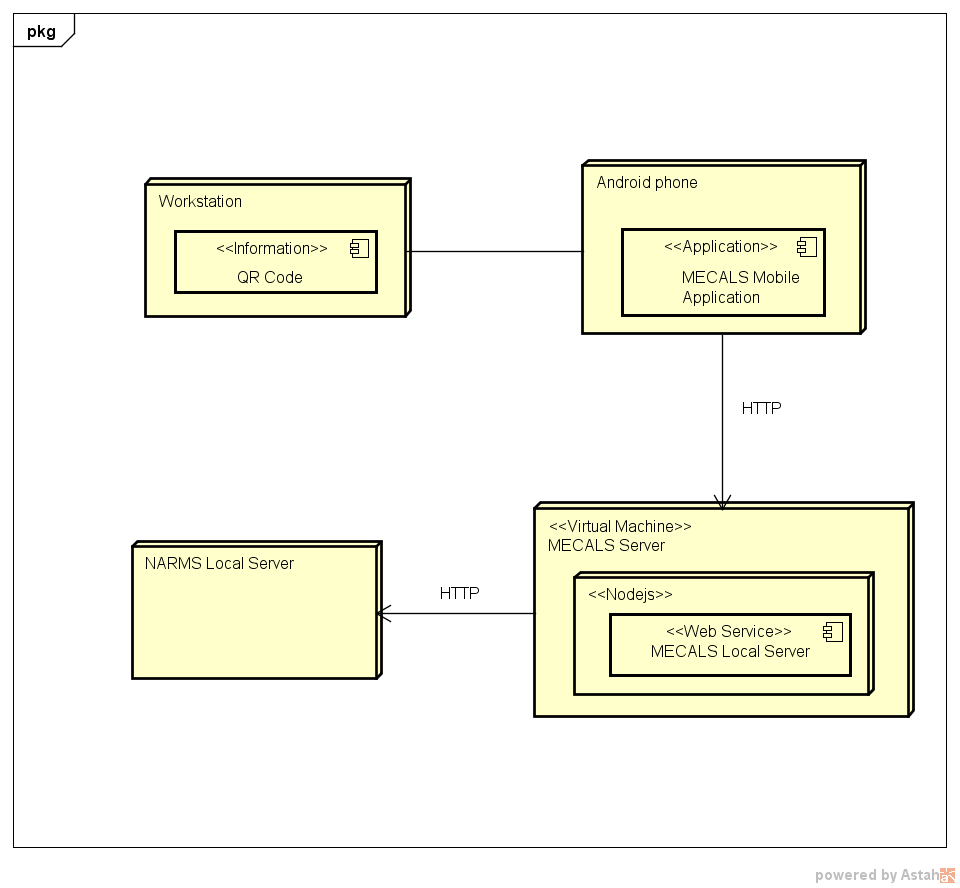 pkg
Workstation
<<Information>>
QR Code
Android phone
<<Application>>
MECALS Mobile
Application
HTTP
<<Virtual Machine>>
MECALS Server
<<Nodejs>>
<<Web Service>>
MECALS Local Server
NARMS Local Server
HTTP
powered by Astah